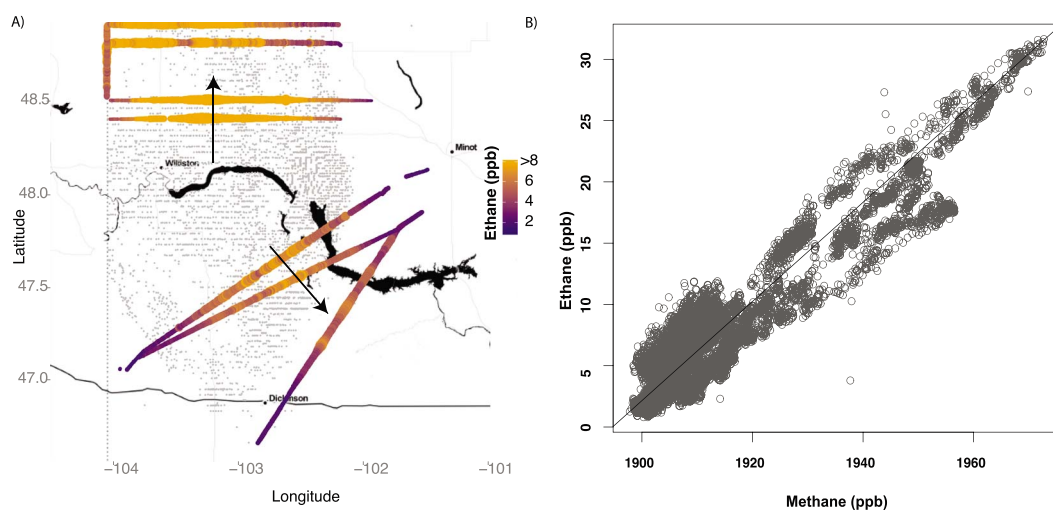 A)
B)
48.5
48.0
47.5
47.0
Latitude
Williston
Minot
Dickinson
Ethane (ppb)
>8
6
4
2
−104
−103
−102
−101
Longitude
30
25
20
15
10
5
0
Ethane (ppb)
1900
1920
1940
1960
Methane (ppb)